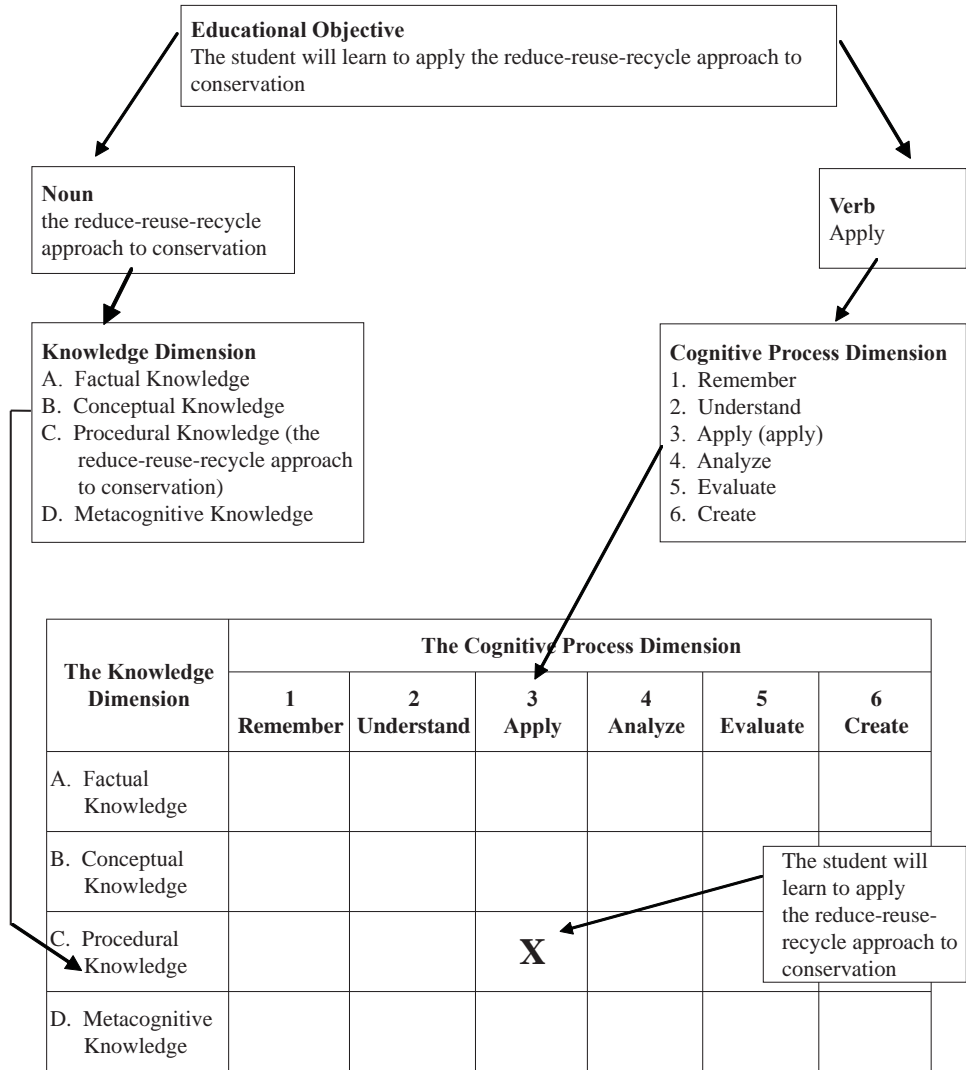 Educational Objective
The student will learn to apply the reduce-reuse-recycle approach to
conservation
Noun
the reduce-reuse-recycle
approach to conservation
Verb
Apply
Knowledge Dimension
A. Factual Knowledge
B. Conceptual Knowledge
C. Procedural Knowledge (the
reduce-reuse-recycle approach
to conservation)
D. Metacognitive Knowledge
Cognitive Process Dimension
1. Remember
2. Understand
3. Apply (apply)
4. Analyze
5. Evaluate
6. Create
The Knowledge
Dimension
The Cognitive Process Dimension
1
Remember
2
Understand
3
Apply
4
Analyze
5
Evaluate
6
Create
A. Factual
Knowledge
B. Conceptual
Knowledge
C. Procedural
Knowledge
X
The student will
learn to apply
the reduce-reuse-
recycle approach to
conservation
D. Metacognitive
Knowledge